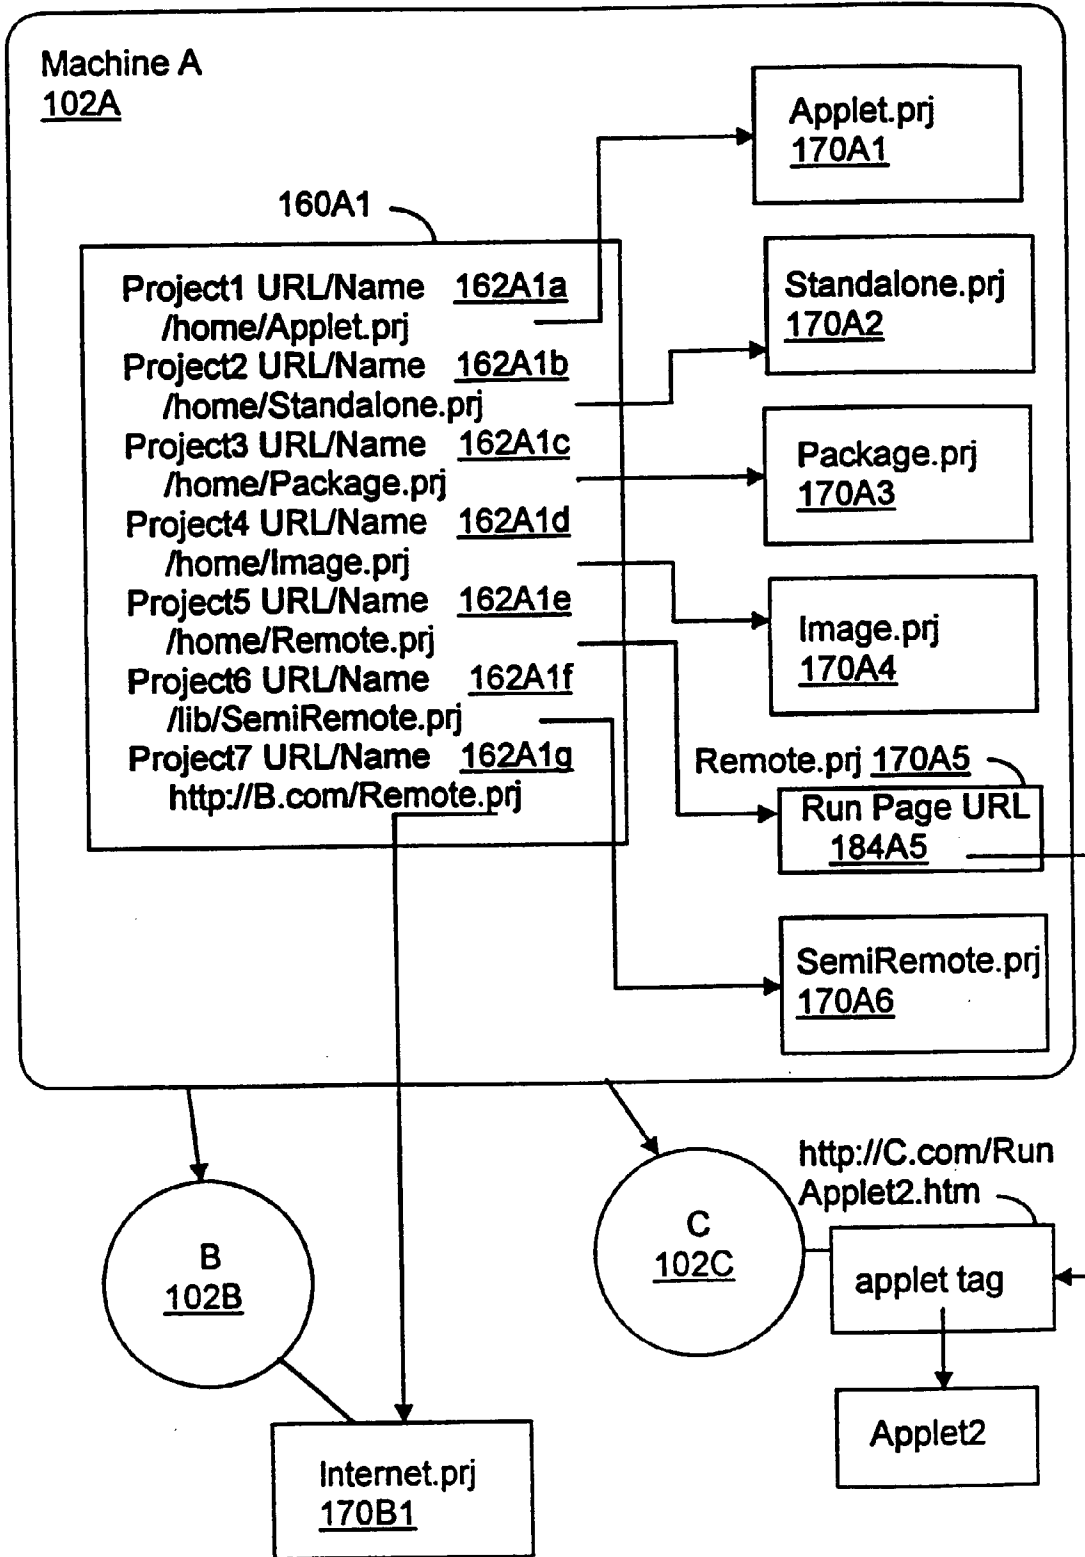 Machine A
102A
160A1
Project1 URL/Name 162A1a
/home/Applet.prj
Project2 URL/Name 162A1b
/home/Standalone.prj
Project3 URL/Name 162A1c
/home/Package.prj
Project4 URL/Name 162A1d
/home/Image.prj
Project5 URL/Name 162A1e
/home/Remote.prj
Project6 URL/Name 162A1f
/lib/SemiRemote.prj
Project7 URL/Name 162A1g
http://B.com/Remote.prj
Applet.prj
170A1
Standalone.prj
170A2
Package.prj
170A3
Image.prj
170A4
Remote.prj 170A5
Run Page URL
184A5
SemiRemote.prj
170A6
B
102B
C
102C
http://C.com/Run
Applet2.htm
applet tag
Applet2
Internet.prj
170B1